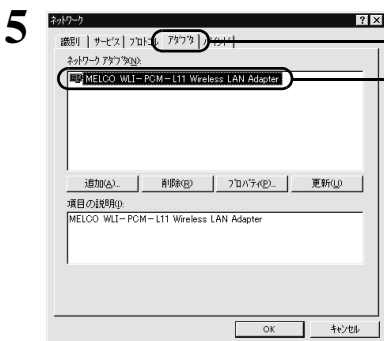 5
ネットワーク
識別 サービス プロトコル アダプタ バインド
ネットワーク アダプタ(N):
MELCO WLI-PCM-L11 Wireless LAN Adapter
追加(A)... 削除(R) プロパティ(P)... 更新(U)
項目の説明(I):
MELCO WLI-PCM-L11 Wireless LAN Adapter
OK キャンセル